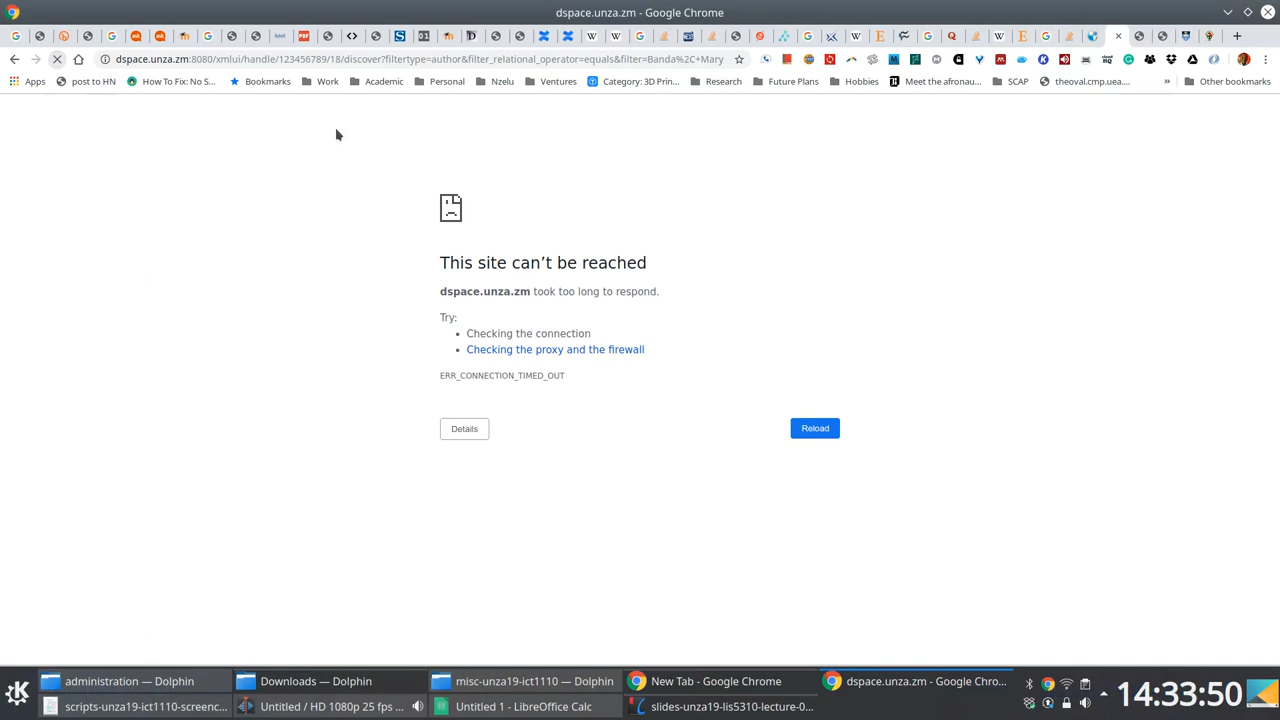 dspace.unza.zm - Google Chrome
dspace.unza.zm
0/xmlui/handle/123456789/18/discover?filtertype=author&filter_relational_operator=equals&filter=Banda%2C+Mary
Apps post to HN How To Fix: No S... Bookmarks Work Academic Personal Nzelu Ventures Category: 3D Prin... Research Future Plans Hobbies Meet the afronau... SCAP theoval.cmp.uea.... » Other bookmarks
This site can’t be reached
dspace.unza.zm took too long to respond.
Try:
• Checking the connection
• Checking the proxy and the firewall
ERR_CONNECTION_TIMED_OUT
Details
Reload
administration — Dolphin
Downloads — Dolphin
misc-unza19-ict1110 — Dolphin
New Tab - Google Chrome
dspace.unza.zm - Google Chro...
scripts-unza19-ict1110-screenc...
Untitled / HD 1080p 25 fps ...
Untitled 1 - LibreOffice Calc
slides-unza19-lis5310-lecture-0...
14:33:50